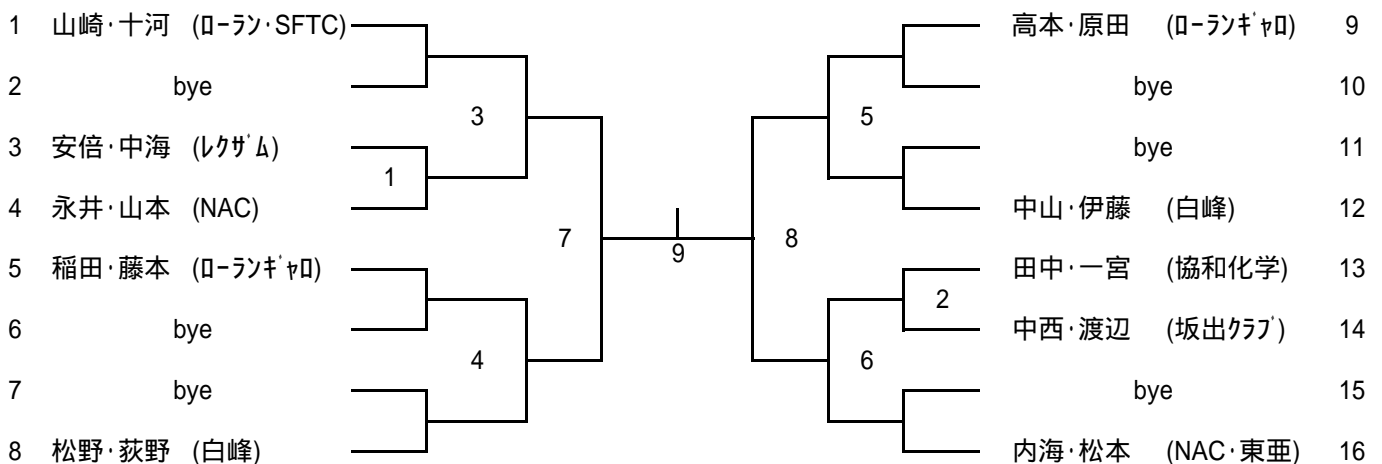 1 山崎･十河 (ﾛｰﾗﾝ･SFTC)
2 bye
3
3 安倍･中海 (ﾚｸｻﾞﾑ)
1
4 永井･山本 (NAC)
7
5 稲田･藤本 (ﾛｰﾗﾝｷﾞｬﾛ)
6 bye
4
7 bye
8 松野･荻野 (白峰)
9
高本･原田 (ﾛｰﾗﾝｷﾞｬﾛ) 9
bye 10
5
bye 11
中山･伊藤 (白峰) 12
8
田中･一宮 (協和化学) 13
2
中西･渡辺 (坂出ｸﾗﾌﾞ) 14
6
bye 15
内海･松本 (NAC･東亜) 16